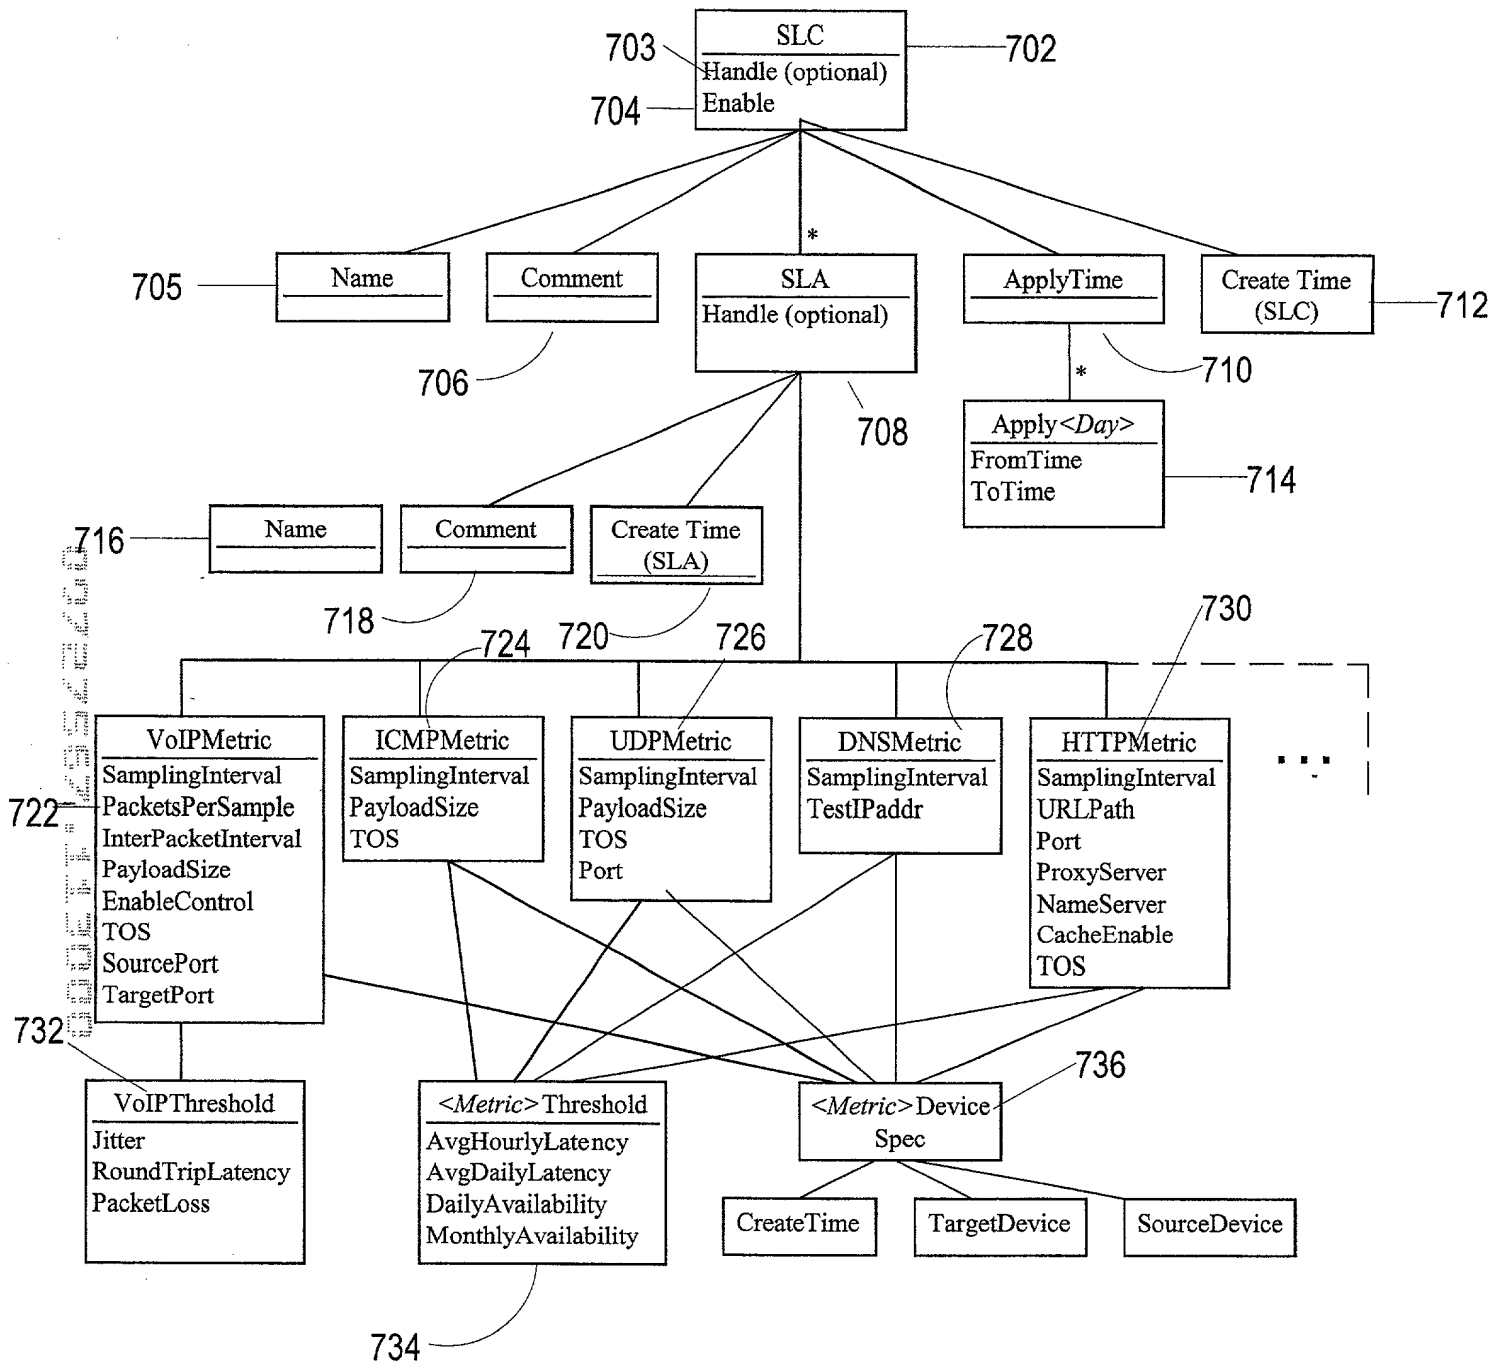 SLC
703
702
Handle (optional)
704
Enable
*
705
Name
Comment
SLA
Handle (optional)
ApplyTime
Create Time
(SLC)
712
706
708
710
*
Apply<Day>
FromTime
ToTime
714
716
Name
Comment
Create Time
(SLA)
718
720
724
726
728
730
VoIPMetric
SamplingInterval
722
PacketsPerSample
InterPacketInterval
PayloadSize
EnableControl
TOS
SourcePort
TargetPort
ICMPMetric
SamplingInterval
PayloadSize
TOS
UDPMetric
SamplingInterval
PayloadSize
TOS
Port
DNSMetric
SamplingInterval
TestIPaddr
HTTPMetric
SamplingInterval
URLPath
Port
ProxyServer
NameServer
CacheEnable
TOS
...
732
VoIPThreshold
Jitter
RoundTripLatency
PacketLoss
<Metric>Threshold
AvgHourlyLatency
AvgDailyLatency
DailyAvailability
MonthlyAvailability
734
<Metric>Device
Spec
736
CreateTime
TargetDevice
SourceDevice